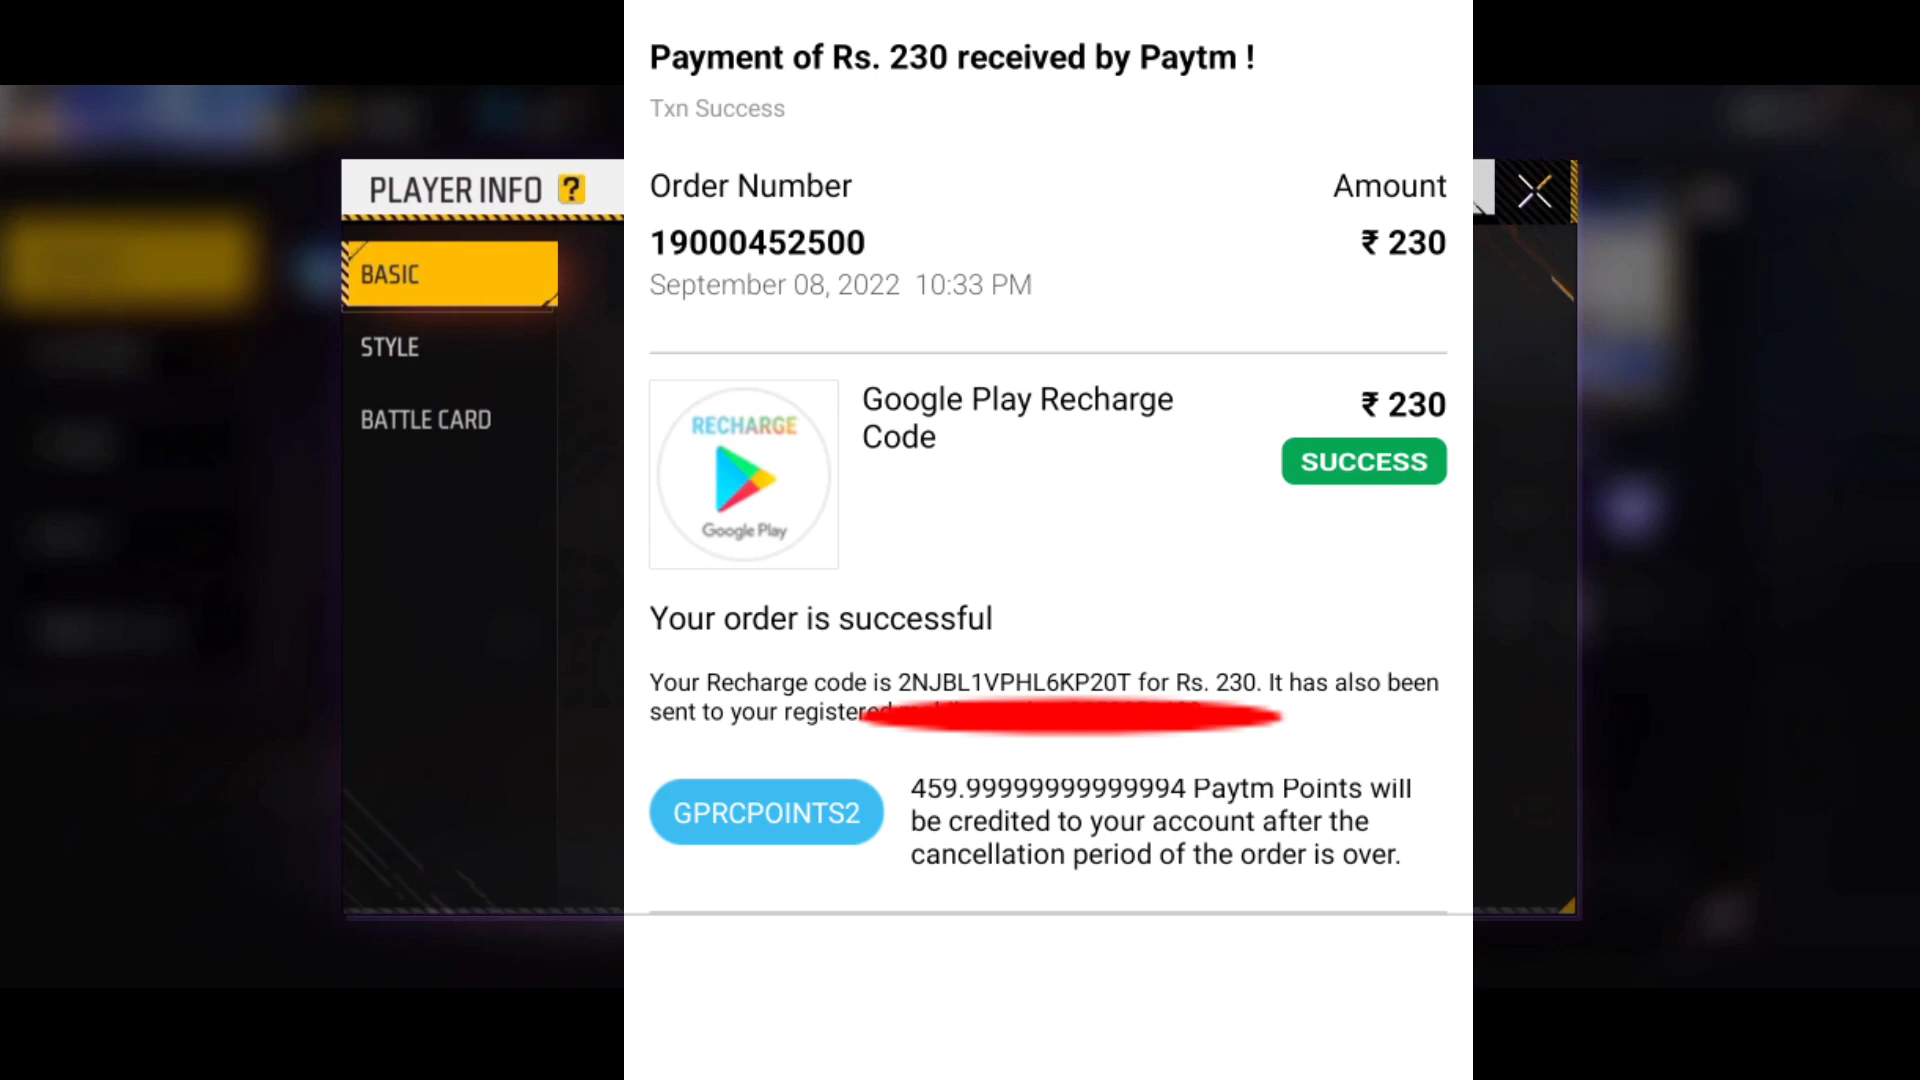 Payment of Rs. 230 received by Paytm !
Txn Success
PLAYER INFO ?
Order Number Amount
19000452500 ₹ 230
September 08, 2022 10:33 PM
BASIC
STYLE
BATTLE CARD
RECHARGE
Google Play
Google Play Recharge
Code
₹ 230
SUCCESS
Your order is successful
Your Recharge code is 2NJBL1VPHL6KP20T for Rs. 230. It has also been
sent to your registered
GPRCPOINTS2
459.99999999999994 Paytm Points will
be credited to your account after the
cancellation period of the order is over.